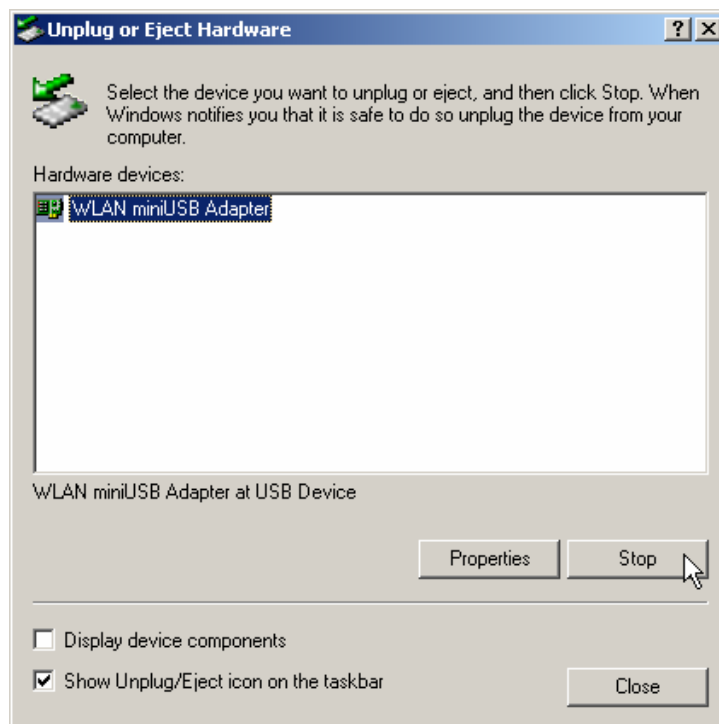 Unplug or Eject Hardware
Select the device you want to unplug or eject, and then click Stop. When
Windows notifies you that it is safe to do so unplug the device from your
computer.
Hardware devices:
WLAN miniUSB Adapter
WLAN miniUSB Adapter at USB Device
Properties Stop
Display device components
Show Unplug/Eject icon on the taskbar
Close